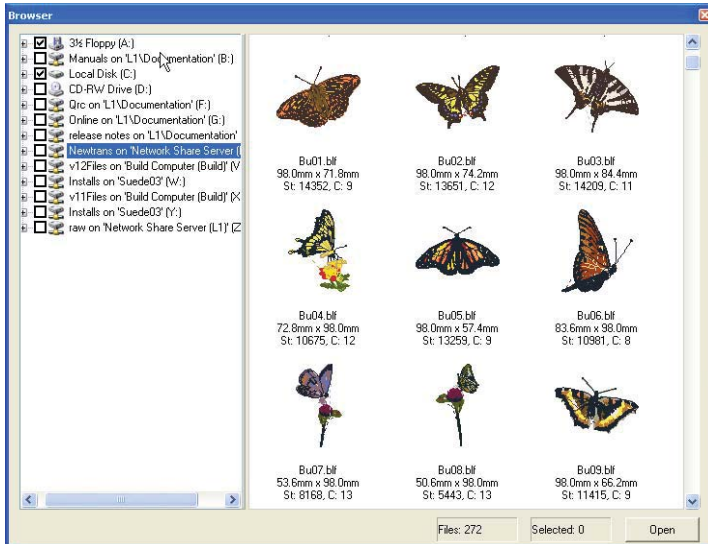 Browser
3½ Floppy (A:)
Manuals on 'L1\Documentation' (B:)
Local Disk (C:)
CD-RW Drive (D:)
Qrc on 'L1\Documentation' (F:)
Online on 'L1\Documentation' (G:)
release notes on 'L1\Documentation'
Newtrans on 'Network Share Server (
v12Files on 'Build Computer (Build)' (V
Installs on 'Suede03' (W:)
v11Files on 'Build Computer (Build)' (X
Installs on 'Suede03' (Y:)
raw on 'Network Share Server (L1)' (Z
Bu01.blf
98.0mm x 71.8mm
St: 14352, C: 9
Bu02.blf
98.0mm x 74.2mm
St: 13651, C: 12
Bu03.blf
98.0mm x 84.4mm
St: 14209, C: 11
Bu04.blf
72.8mm x 98.0mm
St: 10675, C: 12
Bu05.blf
98.0mm x 57.4mm
St: 13259, C: 9
Bu06.blf
83.6mm x 98.0mm
St: 10981, C: 8
Bu07.blf
53.6mm x 98.0mm
St: 8168, C: 13
Bu08.blf
50.6mm x 98.0mm
St: 5443, C: 13
Bu09.blf
98.0mm x 66.2mm
St: 11415, C: 9
Files: 272
Selected: 0
Open